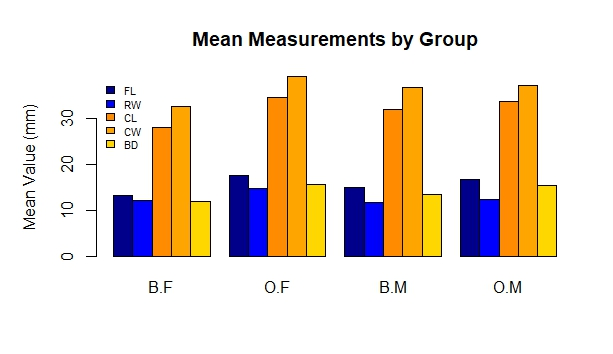 Mean Measurements by Group
Mean Value (mm)
30
20
10
0
FL
RW
CL
CW
BD
B.F O.F B.M O.M